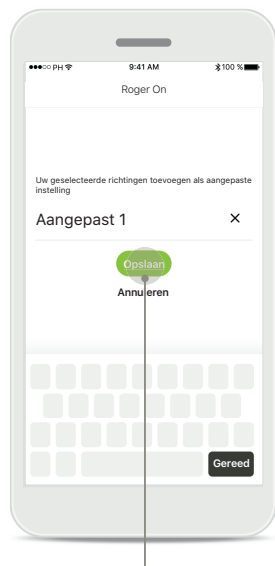 ●●●○○ PH 9:41 AM 100 %
Roger On
Uw geselecteerde richtingen toevoegen als aangepaste
instelling
Aangepast 1 ×
Opslaan
Annuleren
Gereed